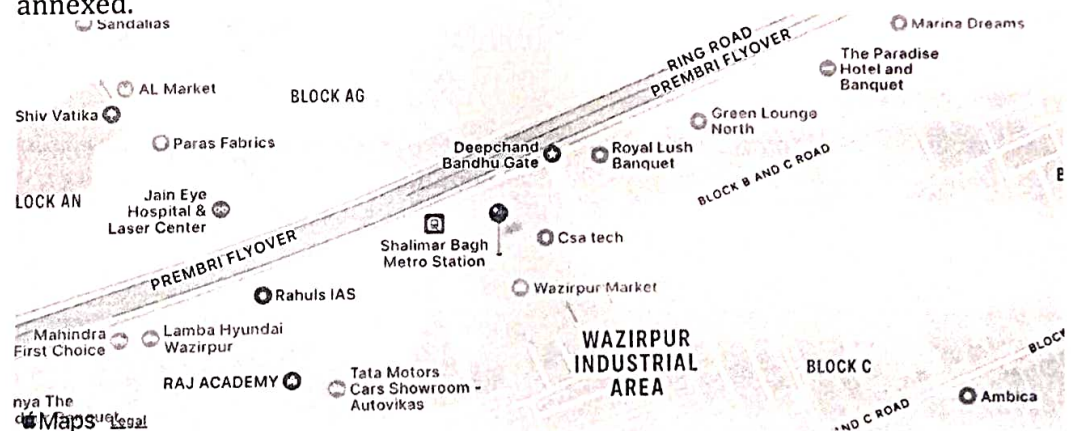 annexed.
Sandalias
Marina Dreams
RING ROAD
PREMBRI FLYOVER
The Paradise
Hotel and
Banquet
AL Market
BLOCK AG
Shiv Vatika
Green Lounge
North
Paras Fabrics
Deepchand
Bandhu Gate
Royal Lush
Banquet
BLOCK B AND C ROAD
LOCK AN
Jain Eye
Hospital &
Laser Center
Csa tech
Shalimar Bagh
Metro Station
PREMBRI FLYOVER
Wazirpur Market
Rahuls IAS
Mahindra
First Choice
Lamba Hyundai
Wazirpur
WAZIRPUR
INDUSTRIAL
AREA
BLOCK
BLOCK C
RAJ ACADEMY
Tata Motors
Cars Showroom -
Autovikas
Ambica
nya The
AND C ROAD
Maps
Legal